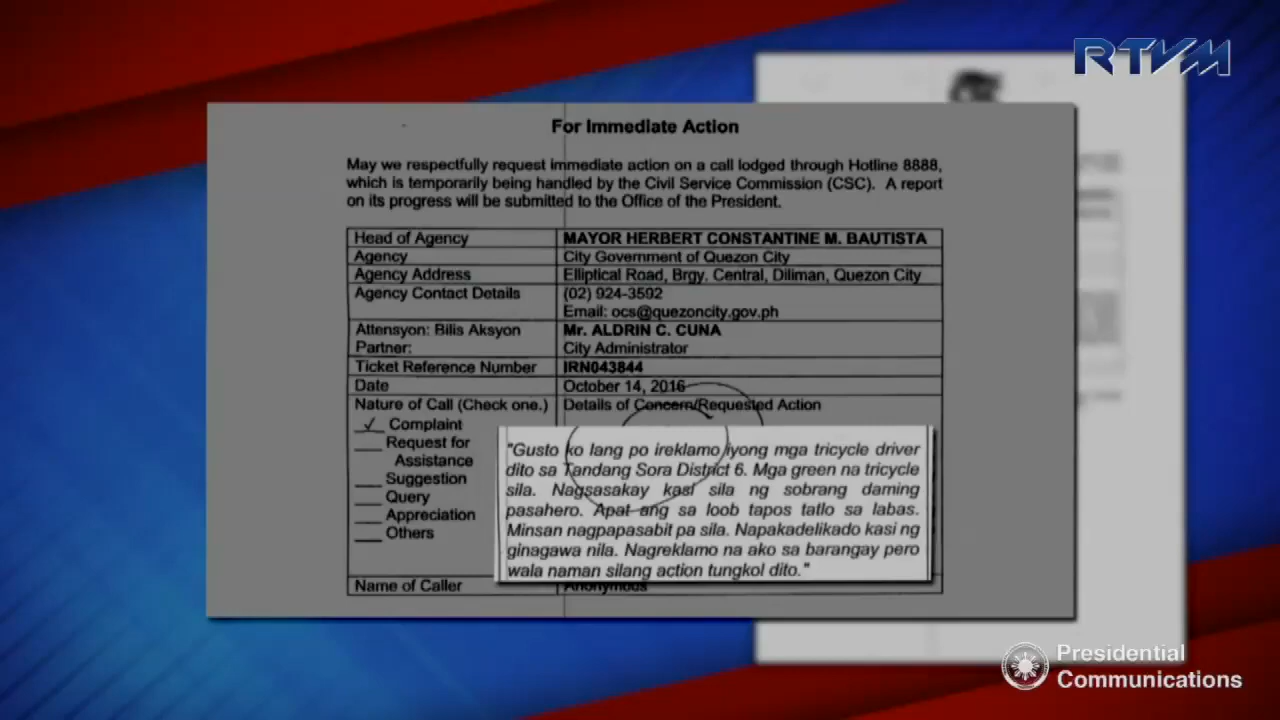 RTVM
For Immediate Action
May we respectfully request immediate action on a call lodged through Hotline 8888,
which is temporarily being handled by the Civil Service Commission (CSC). A report
on its progress will be submitted to the Office of the President.
Head of Agency MAYOR HERBERT CONSTANTINE M. BAUTISTA
Agency City Government of Quezon City
Agency Address Elliptical Road, Brgy. Central, Diliman, Quezon City
Agency Contact Details (02) 924-3592
Email: ocs@quezoncity.gov.ph
Attensyon: Bilis Aksyon Mr. ALDRIN C. CUNA
Partner: City Administrator
Ticket Reference Number IRN043844
Date October 14, 2016
Nature of Call (Check one.) Details of Concern/Requested Action
✓ Complaint
Request for
Assistance
Suggestion
Query
Appreciation
Others
"Gusto ko lang po ireklamo iyong mga tricycle driver
dito sa Tandang Sora District 6. Mga green na tricycle
sila. Nagsasakay kasi sila ng sobrang daming
pasahero. Apat ang sa loob tapos tatlo sa labas.
Minsan nagpapasabit pa sila. Napakadelikado kasi ng
ginagawa nila. Nagreklamo na ako sa barangay pero
wala naman silang action tungkol dito."
Name of Caller Anonymous
Presidential
Communications